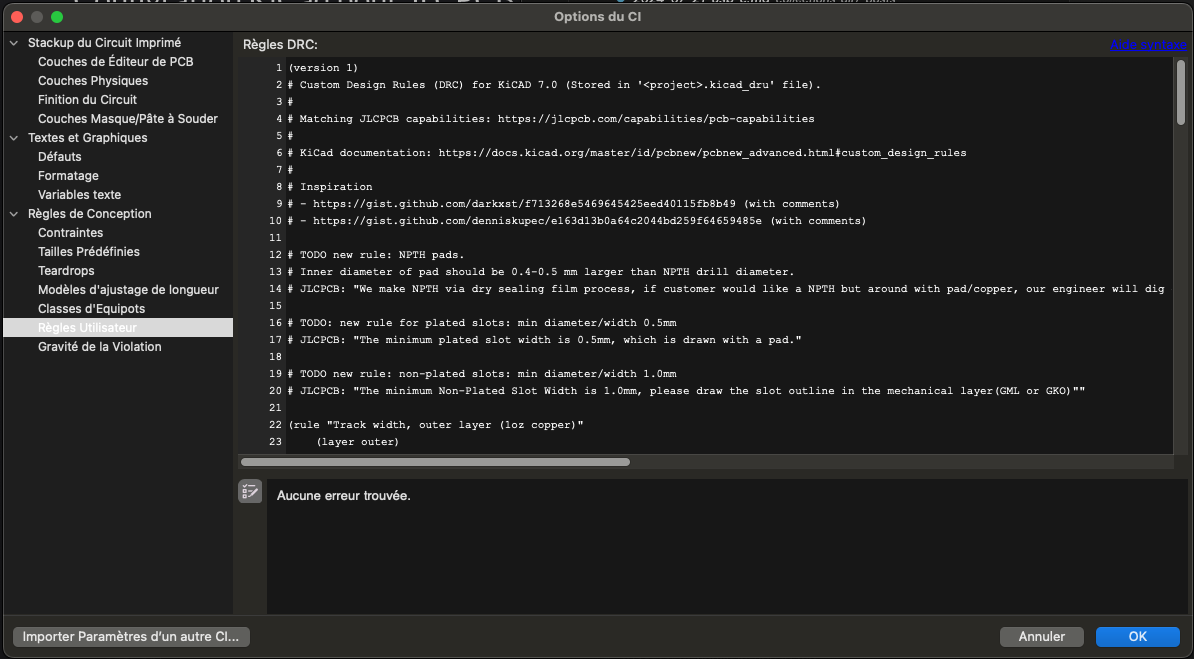 Options du CI
Stackup du Circuit Imprimé
Couches de Éditeur de PCB
Couches Physiques
Finition du Circuit
Couches Masque/Pâte à Souder
Textes et Graphiques
Défauts
Formatage
Variables texte
Règles de Conception
Contraintes
Tailles Prédéfinies
Teardrops
Modèles d'ajustage de longueur
Classes d'Equipots
Règles Utilisateur
Gravité de la Violation
Règles DRC:
Aide syntaxe
1 (version 1)
2 # Custom Design Rules (DRC) for KiCAD 7.0 (Stored in '<project>.kicad_dru' file).
3 #
4 # Matching JLCPCB capabilities: https://jlcpcb.com/capabilities/pcb-capabilities
5 #
6 # KiCad documentation: https://docs.kicad.org/master/id/pcbnew/pcbnew_advanced.html#custom_design_rules
7 #
8 # Inspiration
9 # - https://gist.github.com/darkxst/f713268e5469645425eed40115fb8b49 (with comments)
10 # - https://gist.github.com/denniskupec/e163d13b0a64c2044bd259f64659485e (with comments)
11
12 # TODO new rule: NPTH pads.
13 # Inner diameter of pad should be 0.4-0.5 mm larger than NPTH drill diameter.
14 # JLCPCB: "We make NPTH via dry sealing film process, if customer would like a NPTH but around with pad/copper, our engineer will dig
15
16 # TODO: new rule for plated slots: min diameter/width 0.5mm
17 # JLCPCB: "The minimum plated slot width is 0.5mm, which is drawn with a pad."
18
19 # TODO new rule: non-plated slots: min diameter/width 1.0mm
20 # JLCPCB: "The minimum Non-Plated Slot Width is 1.0mm, please draw the slot outline in the mechanical layer(GML or GKO)""
21
22 (rule "Track width, outer layer (1oz copper)"
23 (layer outer)
Aucune erreur trouvée.
Importer Paramètres d'un autre CI...
Annuler
OK